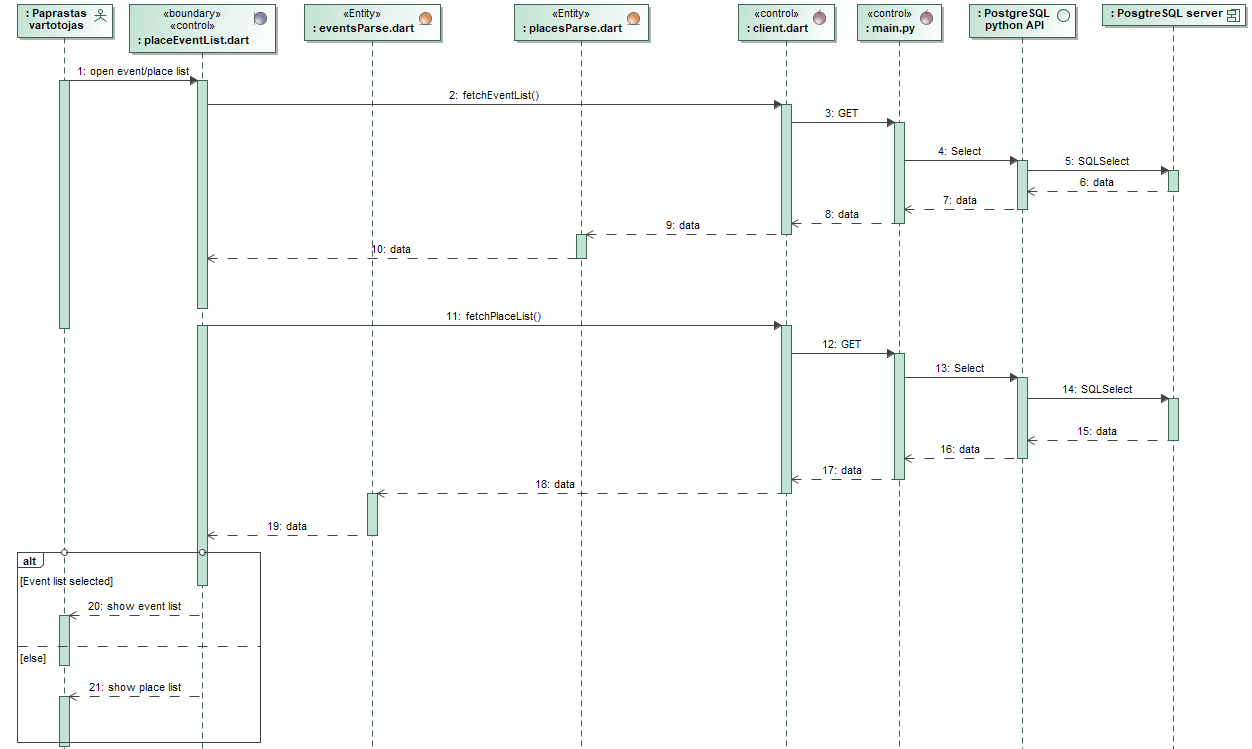 : Paprastas
vartotojas
«boundary»
«control»
: placeEventList.dart
«Entity»
: eventsParse.dart
«Entity»
: placesParse.dart
«control»
: client.dart
«control»
: main.py
: PostgreSQL
python API
: PosgtreSQL server
1: open event/place list
2: fetchEventList()
3: GET
4: Select
5: SQLSelect
6: data
7: data
8: data
9: data
10: data
11: fetchPlaceList()
12: GET
13: Select
14: SQLSelect
15: data
16: data
17: data
18: data
19: data
alt
[Event list selected]
20: show event list
[else]
21: show place list